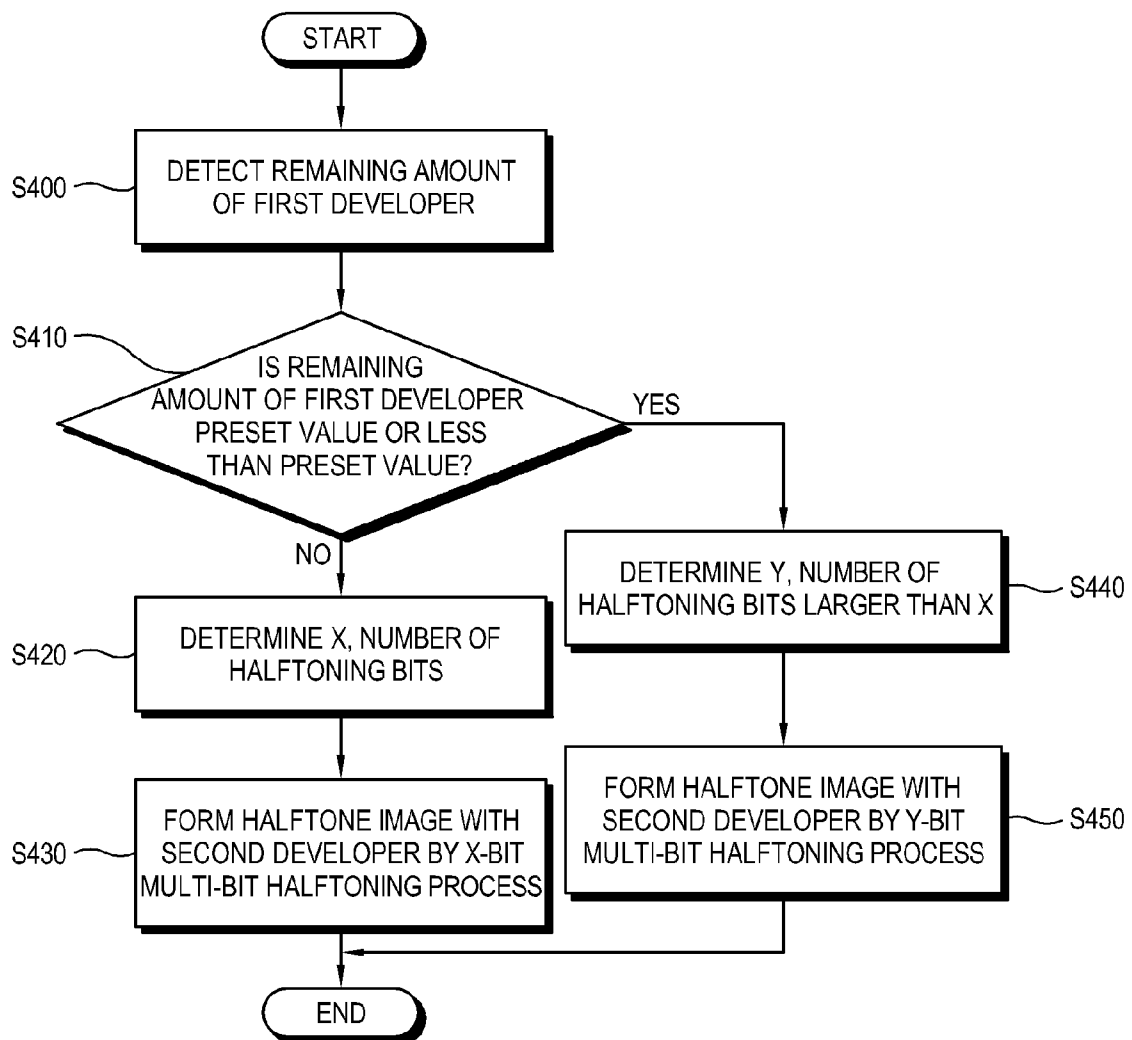 START
S400
DETECT REMAINING AMOUNT
OF FIRST DEVELOPER
S410
IS REMAINING
AMOUNT OF FIRST DEVELOPER
PRESET VALUE OR LESS
THAN PRESET VALUE?
YES
NO
S420
DETERMINE X, NUMBER OF
HALFTONING BITS
DETERMINE Y, NUMBER OF
HALFTONING BITS LARGER THAN X
S440
S430
FORM HALFTONE IMAGE WITH
SECOND DEVELOPER BY X-BIT
MULTI-BIT HALFTONING PROCESS
FORM HALFTONE IMAGE WITH
SECOND DEVELOPER BY Y-BIT
MULTI-BIT HALFTONING PROCESS
S450
END